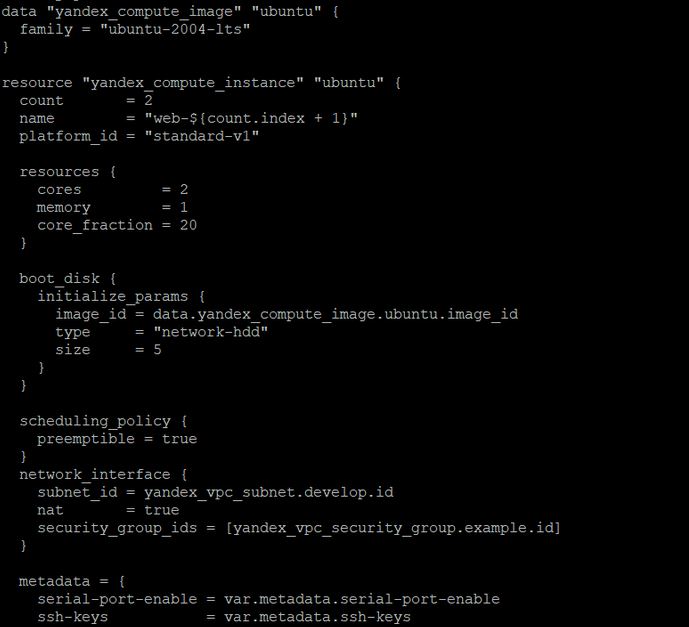 data "yandex_compute_image" "ubuntu" {
  family = "ubuntu-2004-lts"
}

resource "yandex_compute_instance" "ubuntu" {
  count       = 2
  name        = "web-${count.index + 1}"
  platform_id = "standard-v1"

  resources {
    cores         = 2
    memory        = 1
    core_fraction = 20
  }

  boot_disk {
    initialize_params {
      image_id = data.yandex_compute_image.ubuntu.image_id
      type     = "network-hdd"
      size     = 5
    }
  }

  scheduling_policy {
    preemptible = true
  }
  network_interface {
    subnet_id = yandex_vpc_subnet.develop.id
    nat       = true
    security_group_ids = [yandex_vpc_security_group.example.id]
  }

  metadata = {
    serial-port-enable = var.metadata.serial-port-enable
    ssh-keys           = var.metadata.ssh-keys